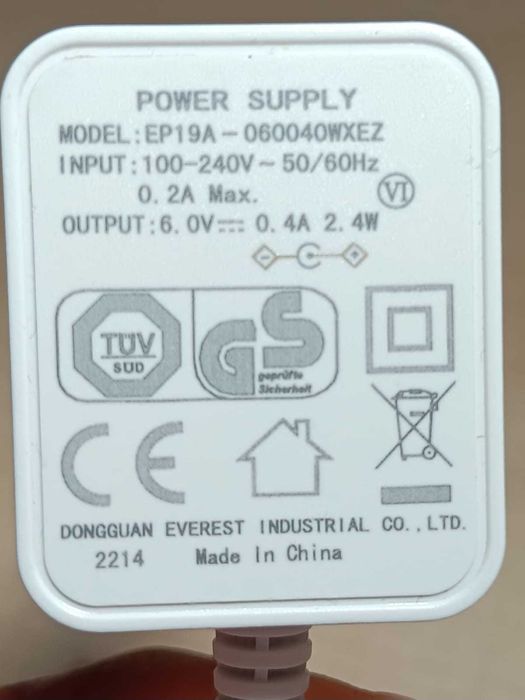 POWER SUPPLY
MODEL:EP19A-060040WXEZ
INPUT:100-240V~50/60Hz
0.2A Max.
VI
OUTPUT:6.0V⎓ 0.4A 2.4W
TÜV
SÜD
GS
geprüfte
Sicherheit
CE
DONGGUAN EVEREST INDUSTRIAL CO.,LTD.
2214 Made In China